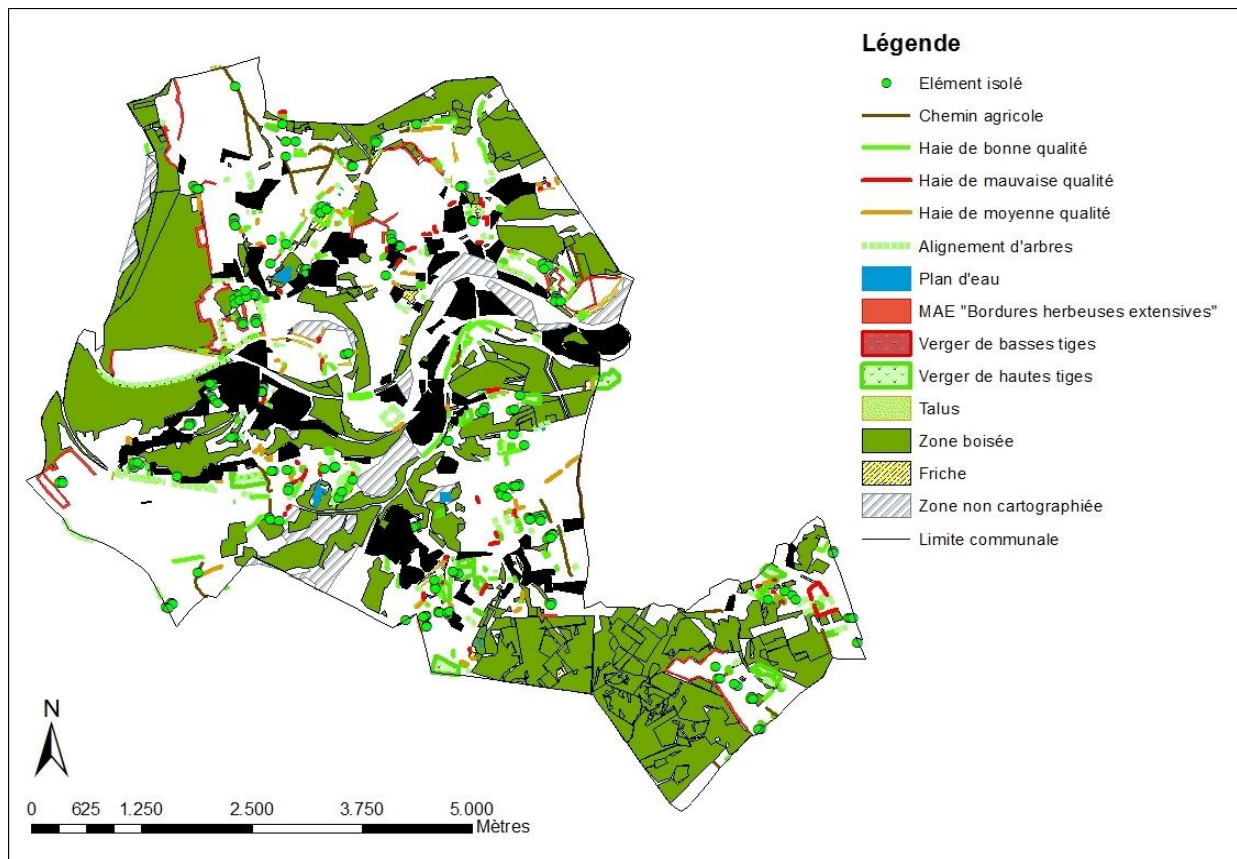 Légende
Elément isolé
Chemin agricole
Haie de bonne qualité
Haie de mauvaise qualité
Haie de moyenne qualité
Alignement d'arbres
Plan d'eau
MAE "Bordures herbeuses extensives"
Verger de basses tiges
Verger de hautes tiges
Talus
Zone boisée
Friche
Zone non cartographiée
Limite communale
N
0 625 1.250 2.500 3.750 5.000
Mètres